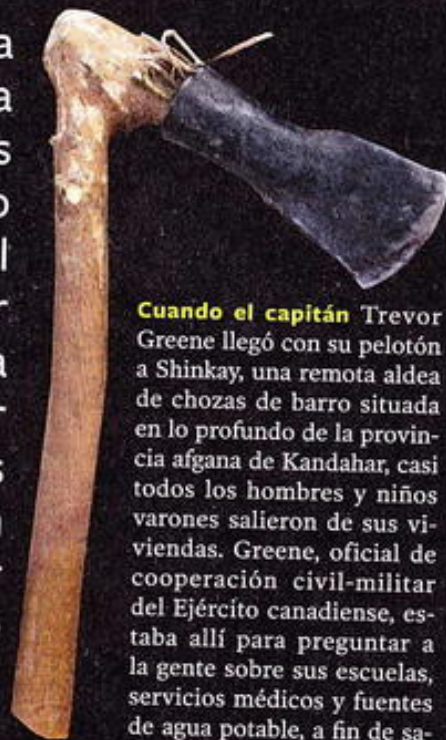 a
a
s
o
l
r
a
-
s
Cuando el capitán Trevor
Greene llegó con su pelotón
a Shinkay, una remota aldea
de chozas de barro situada
en lo profundo de la provin-
cia afgana de Kandahar, casi
todos los hombres y niños
varones salieron de sus vi-
viendas. Greene, oficial de
cooperación civil-militar
del Ejército canadiense, es-
taba allí para preguntar a
la gente sobre sus escuelas,
servicios médicos y fuentes
de agua potable, a fin de sa-